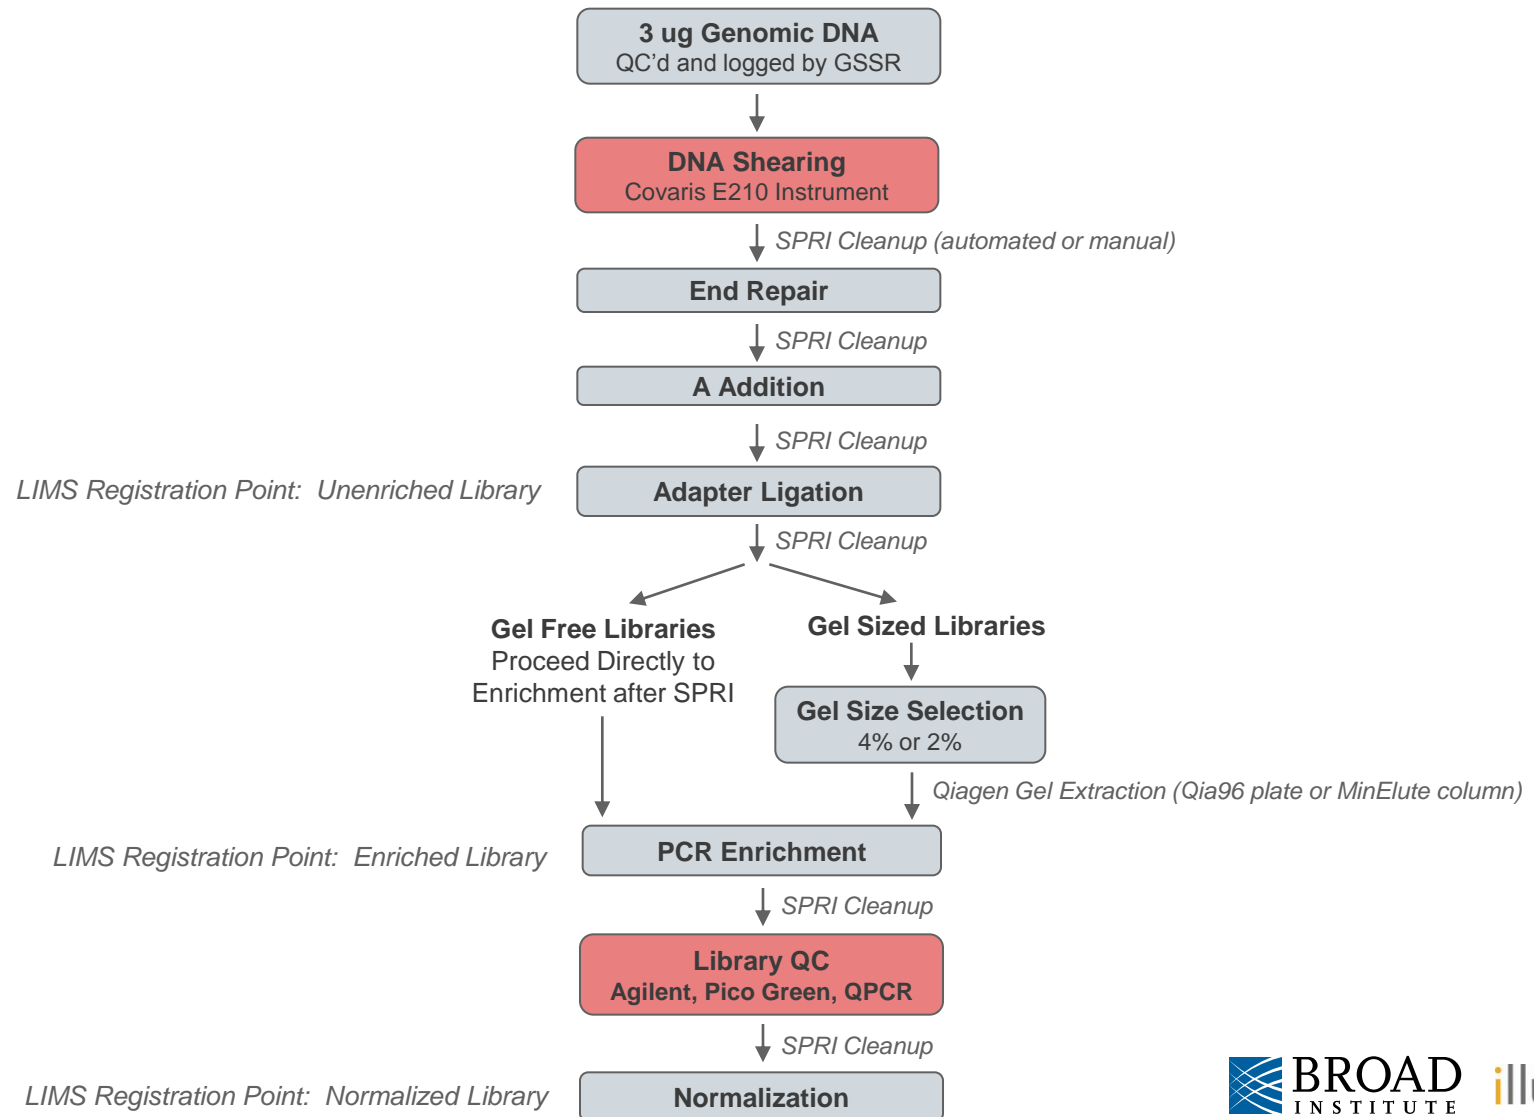 3 ug Genomic DNA
QC'd and logged by GSSR
DNA Shearing
Covaris E210 Instrument
SPRI Cleanup (automated or manual)
End Repair
SPRI Cleanup
A Addition
SPRI Cleanup
LIMS Registration Point:  Unenriched Library
Adapter Ligation
SPRI Cleanup
Gel Free Libraries
Proceed Directly to
Enrichment after SPRI
Gel Sized Libraries
Gel Size Selection
4% or 2%
Qiagen Gel Extraction (Qia96 plate or MinElute column)
LIMS Registration Point:  Enriched Library
PCR Enrichment
SPRI Cleanup
Library QC
Agilent, Pico Green, QPCR
SPRI Cleanup
LIMS Registration Point:  Normalized Library
Normalization
BROAD
INSTITUTE